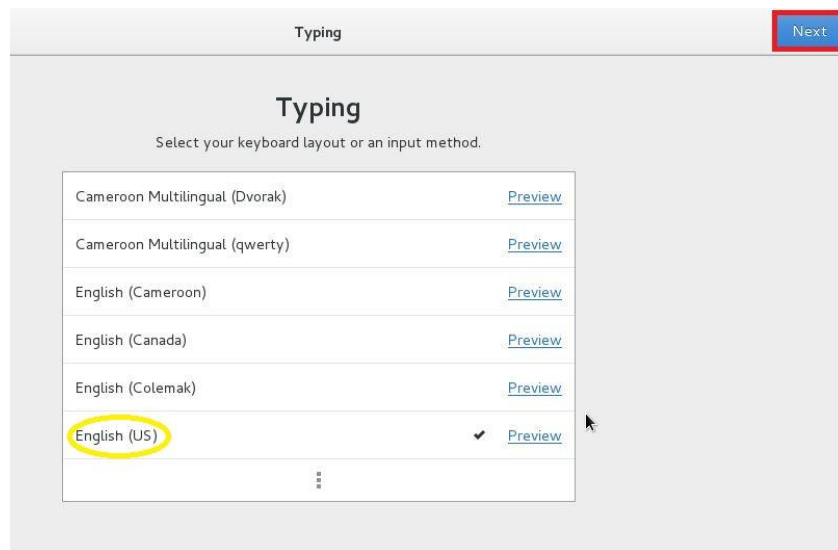 Typing
Next
Typing
Select your keyboard layout or an input method.
Cameroon Multilingual (Dvorak) Preview
Cameroon Multilingual (qwerty) Preview
English (Cameroon) Preview
English (Canada) Preview
English (Colemak) Preview
English (US) Preview